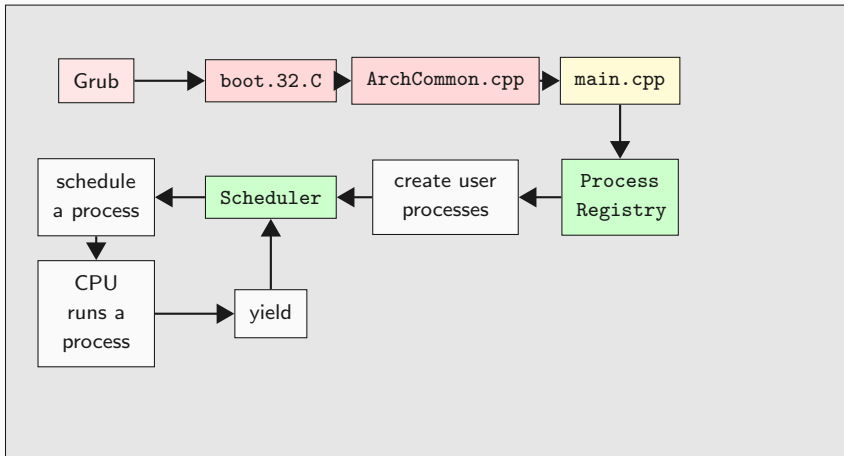 Grub
boot.32.C
ArchCommon.cpp
main.cpp
schedule
a process
Scheduler
create user
processes
Process
Registry
CPU
runs a
process
yield